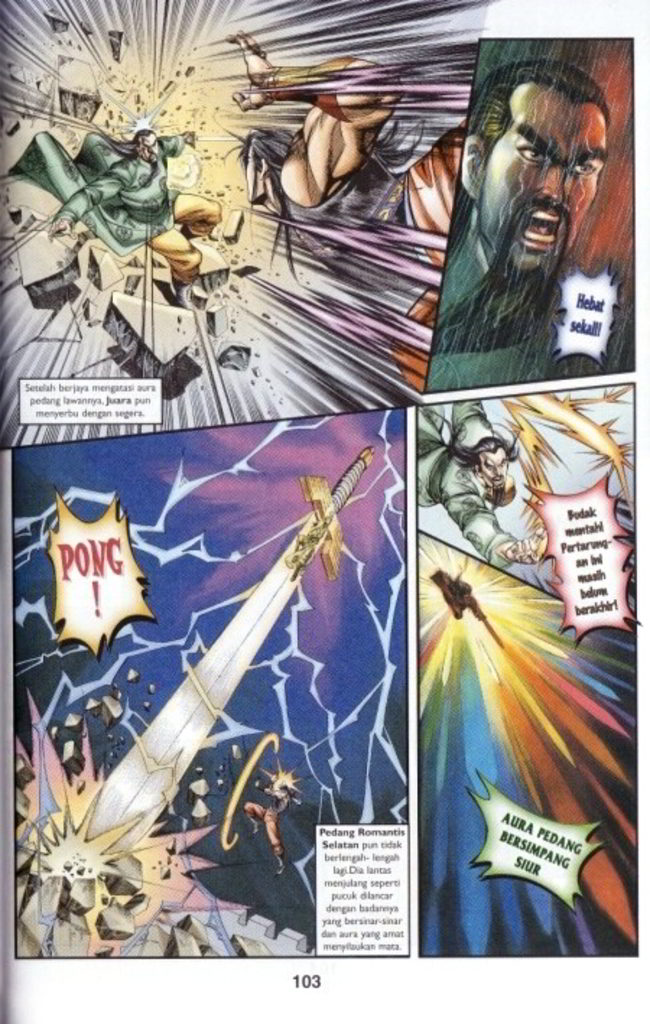 Hebat
sekali!
Setelah berjaya mengatasi aura
pedang lawannya, Juara pun
menyerbu dengan segera.
PONG
!
Budak
mentah!
Pertarung-
an ini
masih
belum
berakhir!
Pedang Romantis
Selatan pun tidak
berlengah- lengah
lagi.Dia lantas
menjulang seperti
pucuk dilancar
dengan badannya
yang bersinar-sinar
dan aura yang amat
menyilaukan mata.
AURA PEDANG
BERSIMPANG
SIUR
103